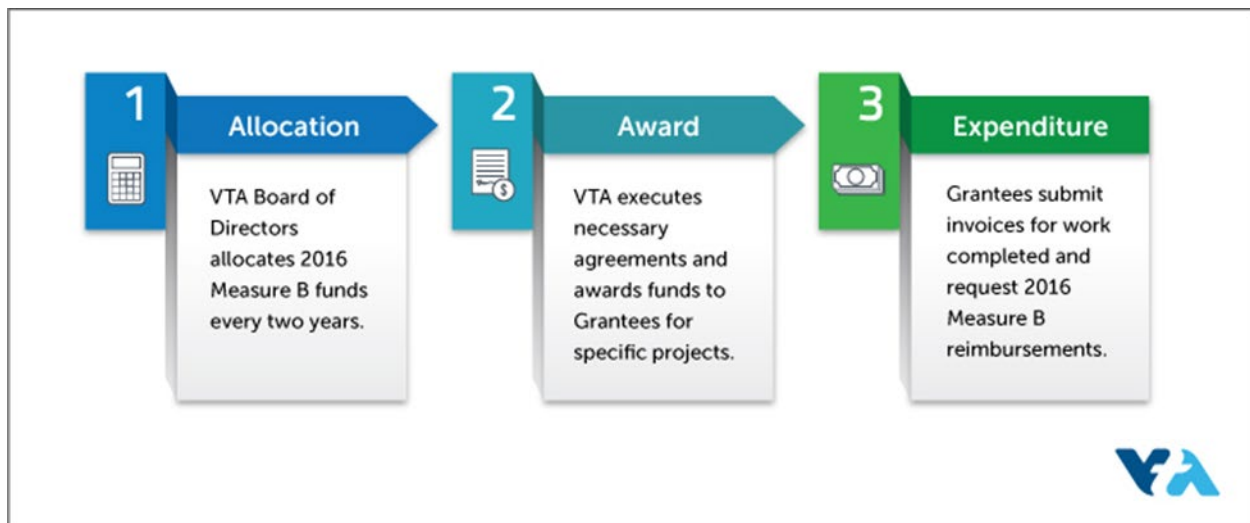 1
Allocation
VTA Board of
Directors
allocates 2016
Measure B funds
every two years.
2
Award
VTA executes
necessary
agreements and
awards funds to
Grantees for
specific projects.
3
Expenditure
Grantees submit
invoices for work
completed and
request 2016
Measure B
reimbursements.
VTA